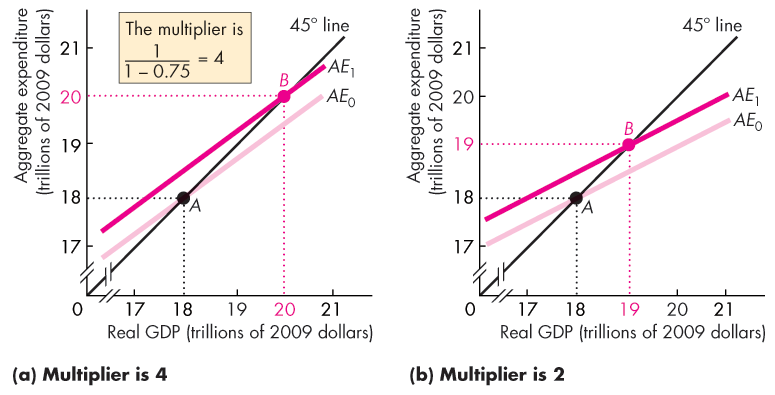 Aggregate expenditure
(trillions of 2009 dollars)
21
20
19
18
17
0
The multiplier is
1
1 – 0.75
= 4
45° line
AE1
AE0
B
A
17
18
19
20
21
Real GDP (trillions of 2009 dollars)
(a) Multiplier is 4
Aggregate expenditure
(trillions of 2009 dollars)
21
20
19
18
17
0
45° line
AE1
AE0
B
A
17
18
19
20
21
Real GDP (trillions of 2009 dollars)
(b) Multiplier is 2